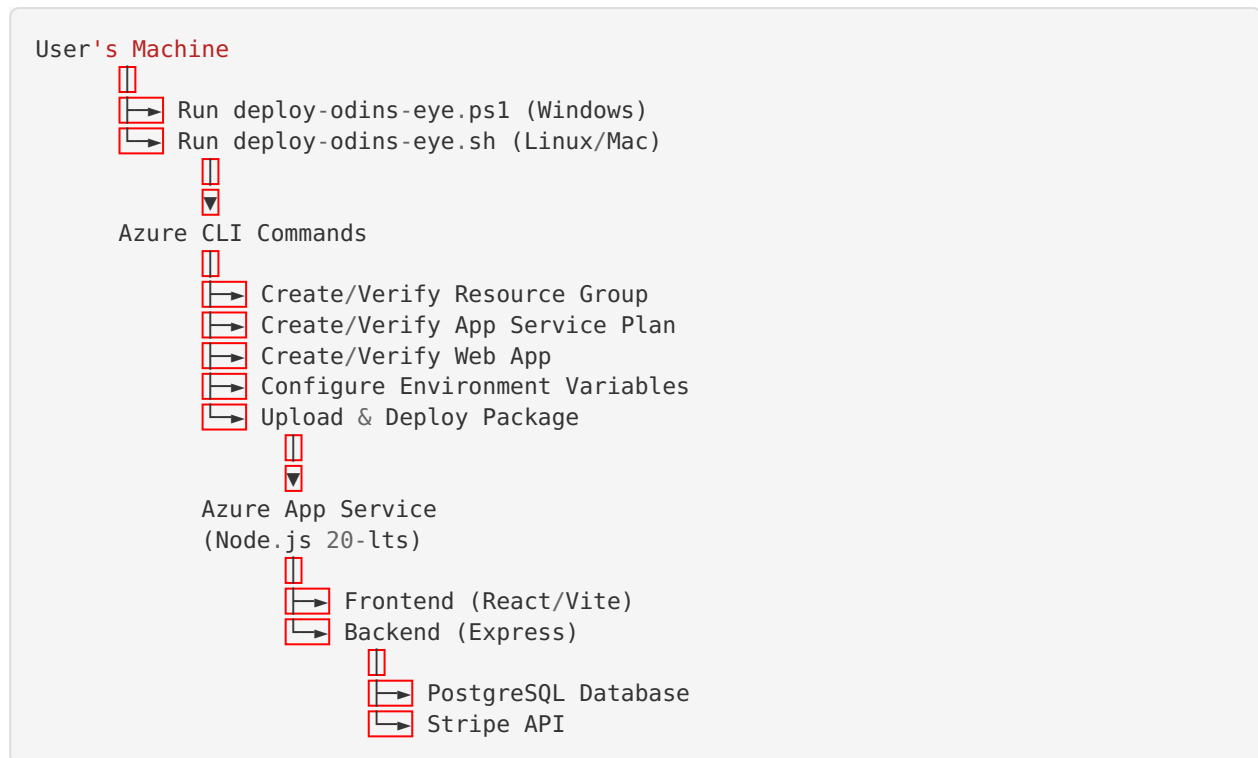 User's Machine
│
├─► Run deploy-odins-eye.ps1 (Windows)
└─► Run deploy-odins-eye.sh (Linux/Mac)
│
▼
Azure CLI Commands
│
├─► Create/Verify Resource Group
├─► Create/Verify App Service Plan
├─► Create/Verify Web App
├─► Configure Environment Variables
└─► Upload & Deploy Package
│
▼
Azure App Service
(Node.js 20-lts)
│
├─► Frontend (React/Vite)
└─► Backend (Express)
│
├─► PostgreSQL Database
└─► Stripe API